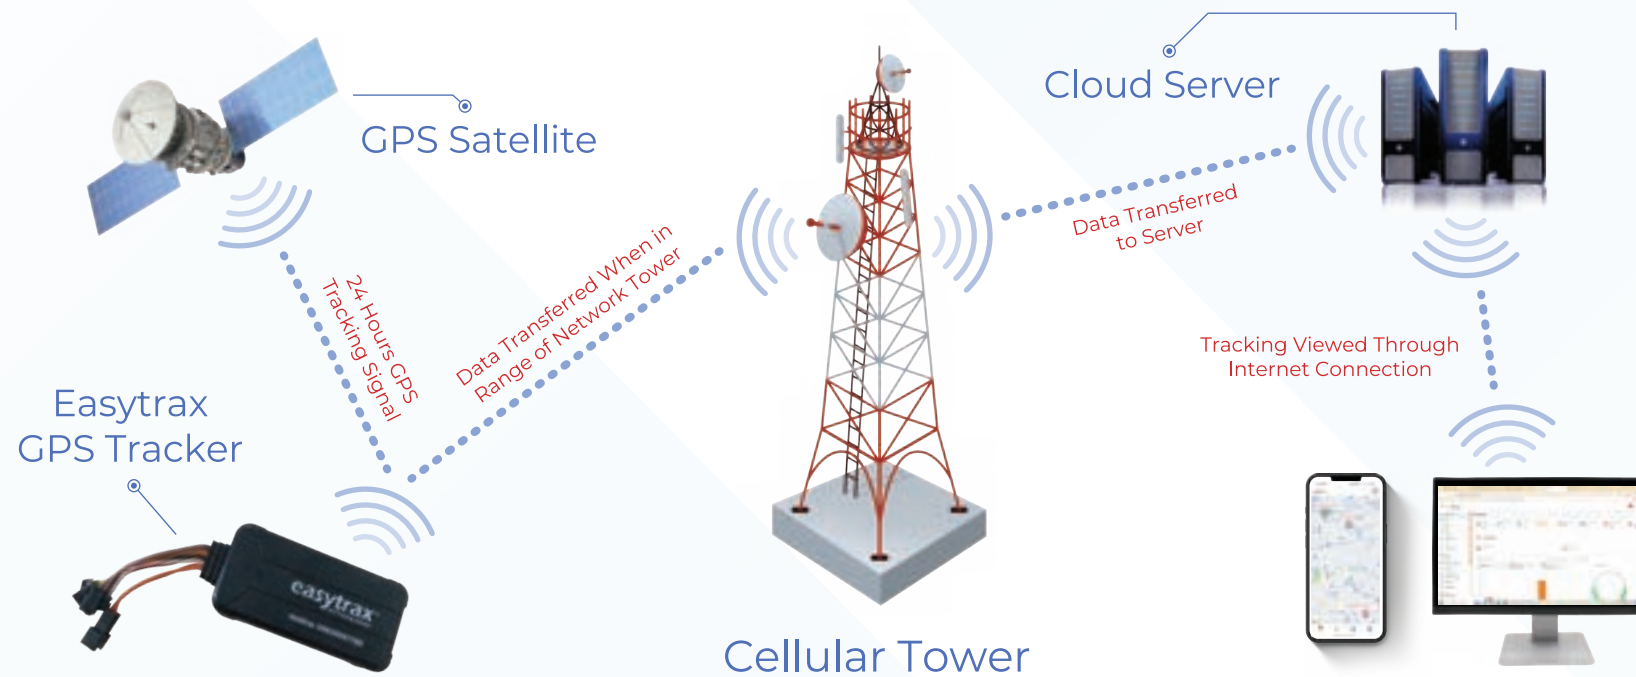 Cloud Server
GPS Satellite
Data Transferred
to Server
24 Hours GPS
Tracking Signal
Data Transferred When in
Range of Network Tower
Tracking Viewed Through
Internet Connection
Easytrax
GPS Tracker
easytrax
Cellular Tower